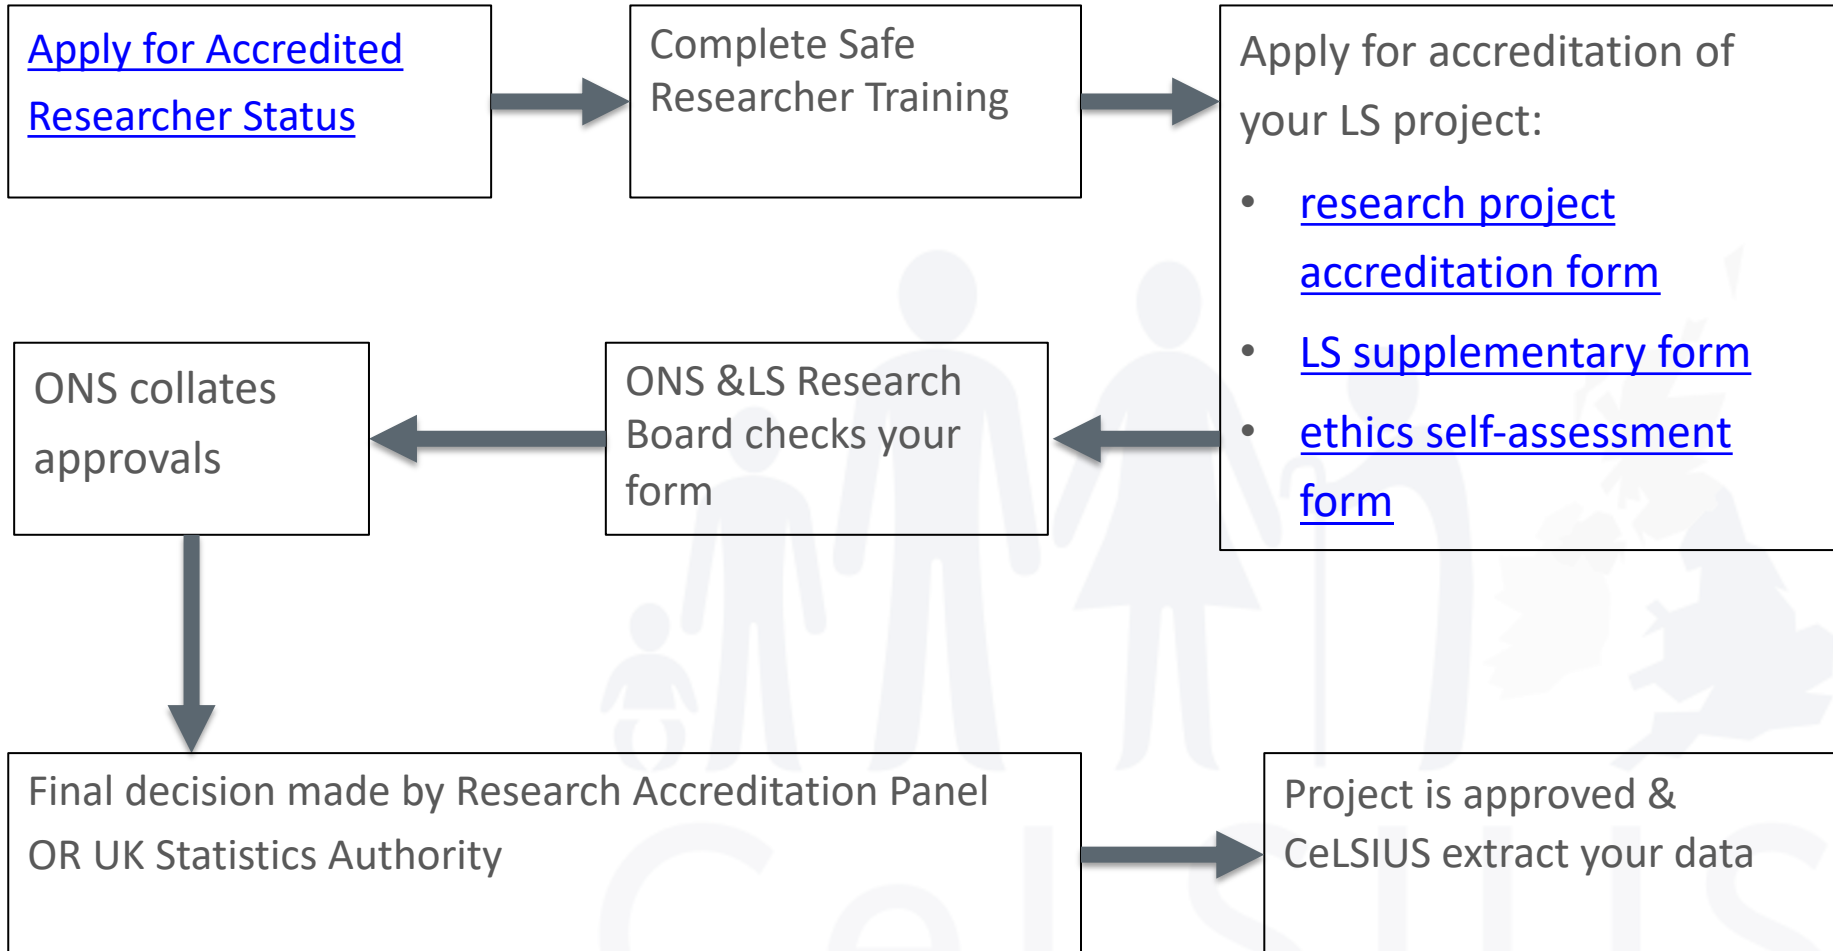 Apply for Accredited
Researcher Status
Complete Safe
Researcher Training
Apply for accreditation of
your LS project:
• research project
accreditation form
• LS supplementary form
• ethics self-assessment
form
ONS &LS Research
Board checks your
form
ONS collates
approvals
Final decision made by Research Accreditation Panel
OR UK Statistics Authority
Project is approved &
CeLSIUS extract your data
CeLSIUS